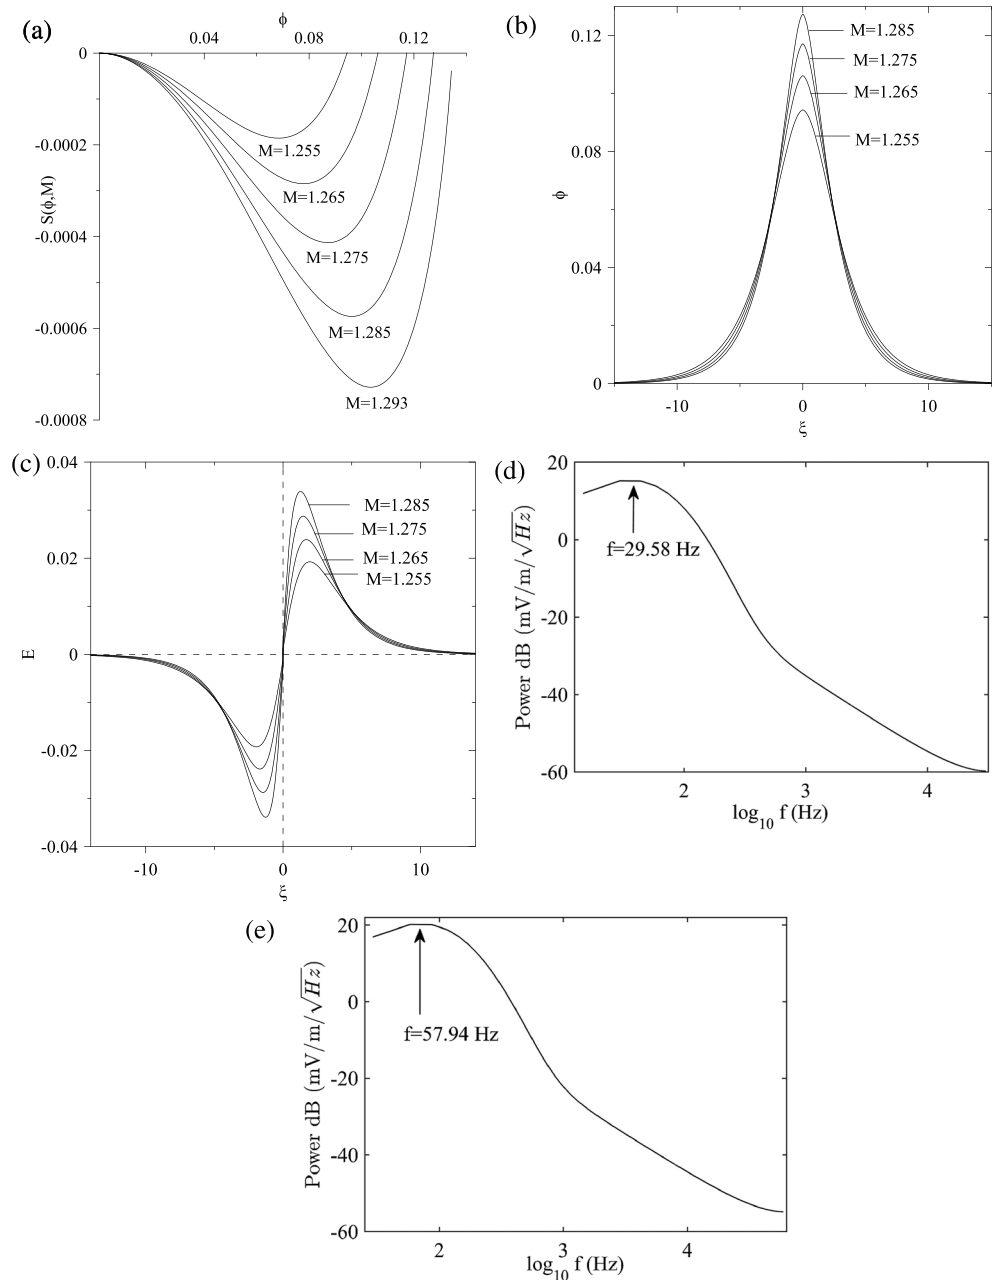 (a)
ϕ
0.04
0.08
0.12
0
-0.0002
-0.0004
-0.0006
-0.0008
S(ϕ,M)
M=1.255
M=1.265
M=1.275
M=1.285
M=1.293
(b)
0.12
0.08
0.04
0
ϕ
M=1.285
M=1.275
M=1.265
M=1.255
-10
0
10
ξ
(c)
0.04
0.02
0
-0.02
-0.04
E
M=1.285
M=1.275
M=1.265
M=1.255
-10
0
10
ξ
(d)
20
0
-20
-40
-60
Power dB (mV/m/√Hz)
f=29.58 Hz
2
3
4
log10 f (Hz)
(e)
20
0
-20
-40
-60
Power dB (mV/m/√Hz)
f=57.94 Hz
2
3
4
log10 f (Hz)